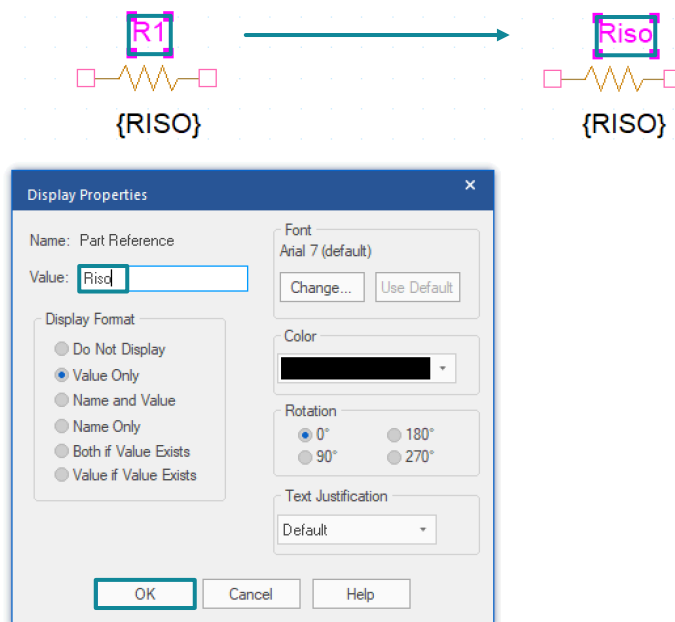 R1
Riso
{RISO}
{RISO}
Display Properties
Name: Part Reference
Value: Riso
Display Format
Do Not Display
Value Only
Name and Value
Name Only
Both if Value Exists
Value if Value Exists
Font
Arial 7 (default)
Change...
Use Default
Color
Rotation
0°
180°
90°
270°
Text Justification
Default
OK
Cancel
Help